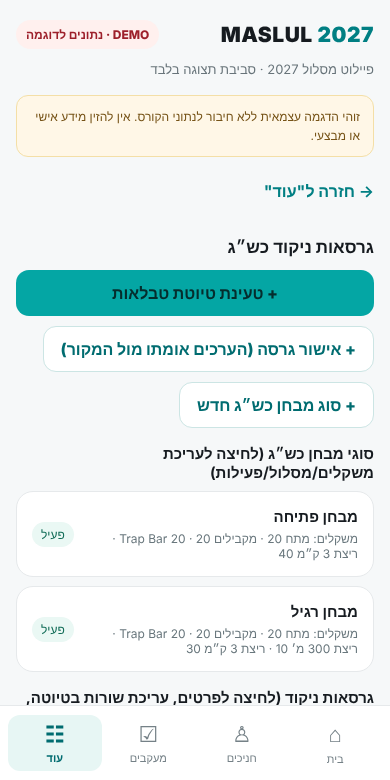 MASLUL 2027
DEMO · נתונים לדוגמה
פיילוט מסלול 2027 · סביבת תצוגה בלבד
זוהי הדגמה עצמאית ללא חיבור לנתוני הקורס. אין להזין מידע אישי
או מבצעי.
→ חזרה ל"עוד"
גרסאות ניקוד כש״ג
+ טעינת טיוטת טבלאות
+ אישור גרסה (הערכים אומתו מול המקור)
+ סוג מבחן כש״ג חדש
סוגי מבחן כש״ג (לחיצה לעריכת
משקלים/מסלול/פעילות)
מבחן פתיחה
משקלים: מתח 20 · מקבילים 20 · Trap Bar 20 ·
ריצת 3 ק״מ 40
פעיל
מבחן רגיל
משקלים: מתח 20 · מקבילים 20 · Trap Bar 20 ·
ריצת 300 מ׳ 10 · ריצת 3 ק״מ 30
פעיל
גרסאות ניקוד (לחיצה לפרטים, עריכת שורות בטיוטה,
בית
חניכים
מעקבים
עוד